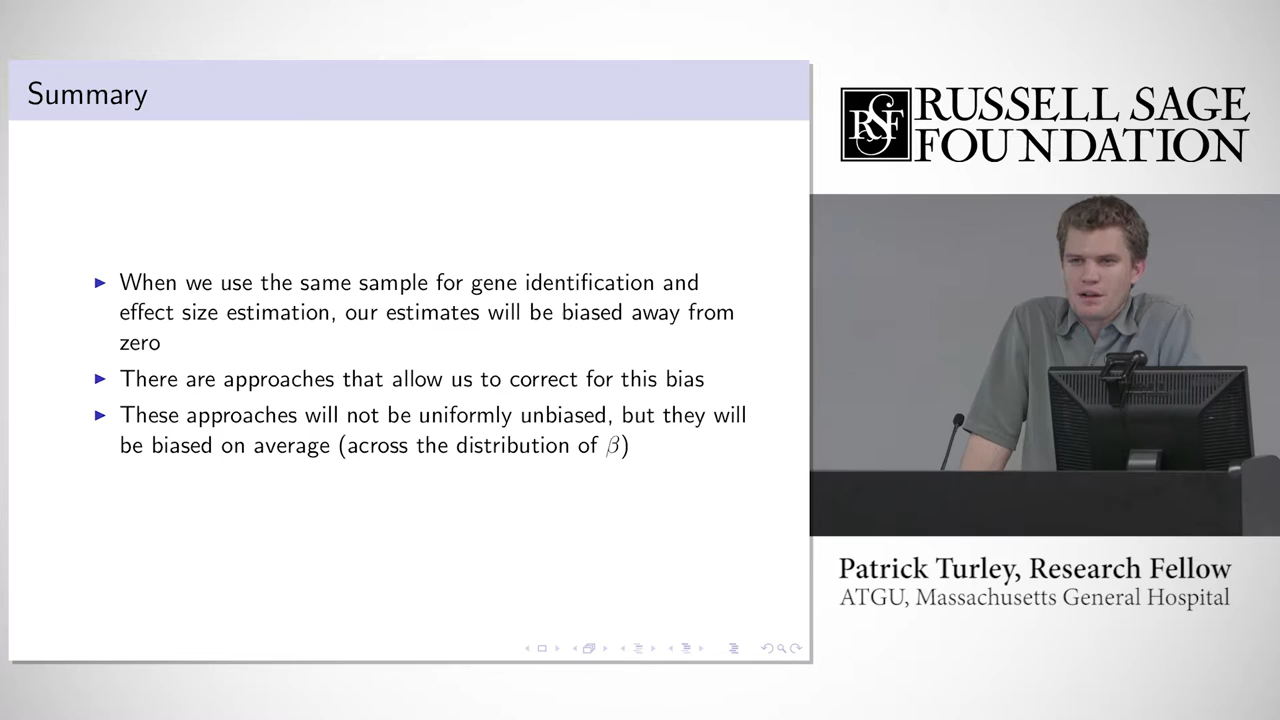 Summary
When we use the same sample for gene identification and
effect size estimation, our estimates will be biased away from
zero
There are approaches that allow us to correct for this bias
These approaches will not be uniformly unbiased, but they will
be biased on average (across the distribution of β)
RSF
RUSSELL SAGE
FOUNDATION
Patrick Turley, Research Fellow
ATGU, Massachusetts General Hospital